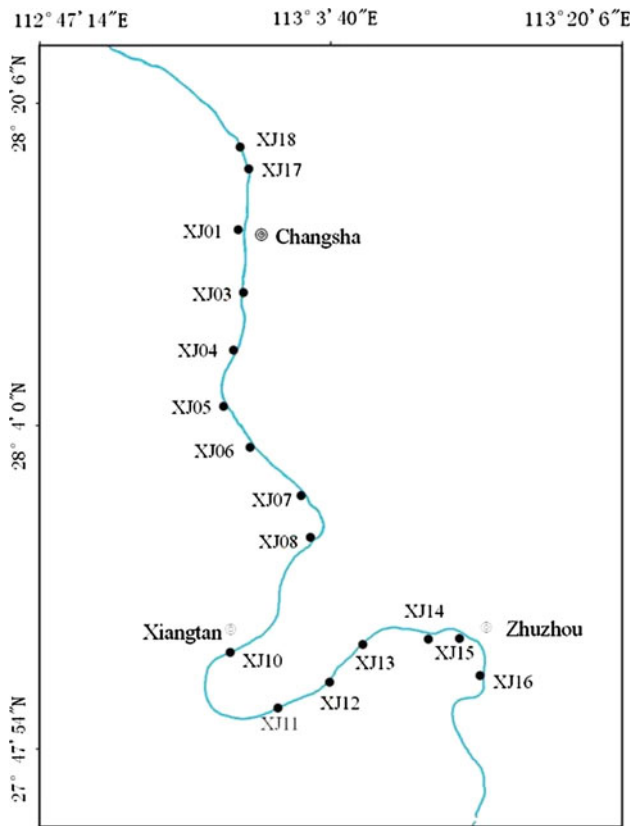 112° 47′ 14″E
113° 3′ 40″E
113° 20′ 6″E
28° 20′ 6″N
XJ18
XJ17
XJ01
Changsha
XJ03
XJ04
XJ05
28° 4′ 0″N
XJ06
XJ07
XJ08
XJ14
Xiangtan
Zhuzhou
XJ15
XJ10
XJ13
XJ16
XJ12
XJ11
27° 47′ 54″N